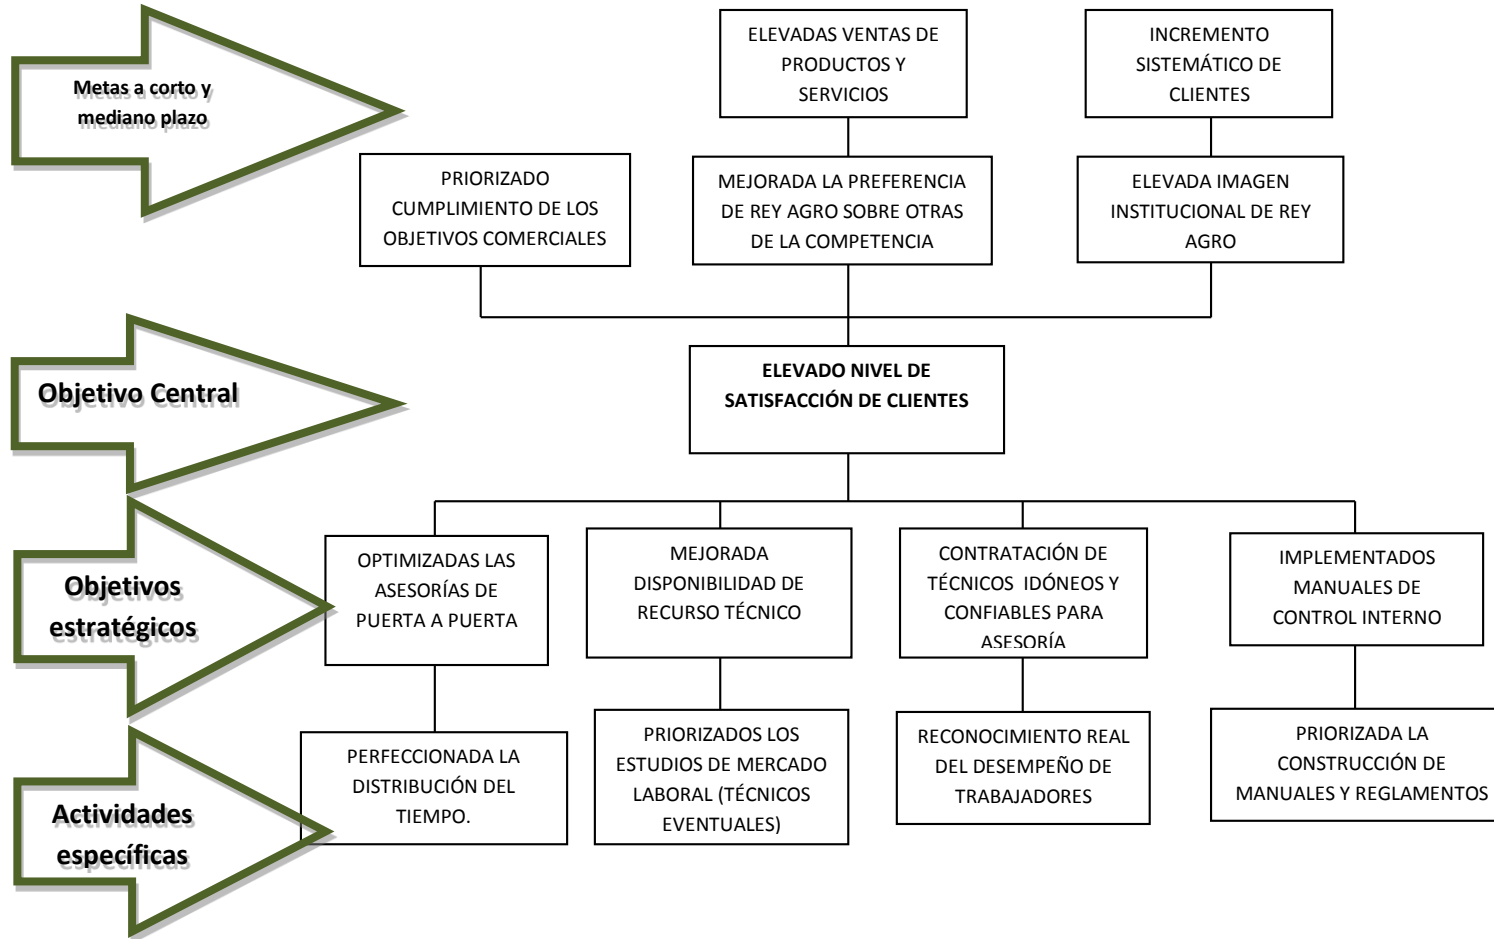 Metas a corto y
mediano plazo
ELEVADAS VENTAS DE
PRODUCTOS Y
SERVICIOS
INCREMENTO
SISTEMÁTICO DE
CLIENTES
PRIORIZADO
CUMPLIMIENTO DE LOS
OBJETIVOS COMERCIALES
MEJORADA LA PREFERENCIA
DE REY AGRO SOBRE OTRAS
DE LA COMPETENCIA
ELEVADA IMAGEN
INSTITUCIONAL DE REY
AGRO
Objetivo Central
ELEVADO NIVEL DE
SATISFACCIÓN DE CLIENTES
Objetivos
estratégicos
OPTIMIZADAS LAS
ASESORÍAS DE
PUERTA A PUERTA
MEJORADA
DISPONIBILIDAD DE
RECURSO TÉCNICO
CONTRATACIÓN DE
TÉCNICOS IDÓNEOS Y
CONFIABLES PARA
ASESORÍA
IMPLEMENTADOS
MANUALES DE
CONTROL INTERNO
Actividades
específicas
PERFECCIONADA LA
DISTRIBUCIÓN DEL
TIEMPO.
PRIORIZADOS LOS
ESTUDIOS DE MERCADO
LABORAL (TÉCNICOS
EVENTUALES)
RECONOCIMIENTO REAL
DEL DESEMPEÑO DE
TRABAJADORES
PRIORIZADA LA
CONSTRUCCIÓN DE
MANUALES Y REGLAMENTOS